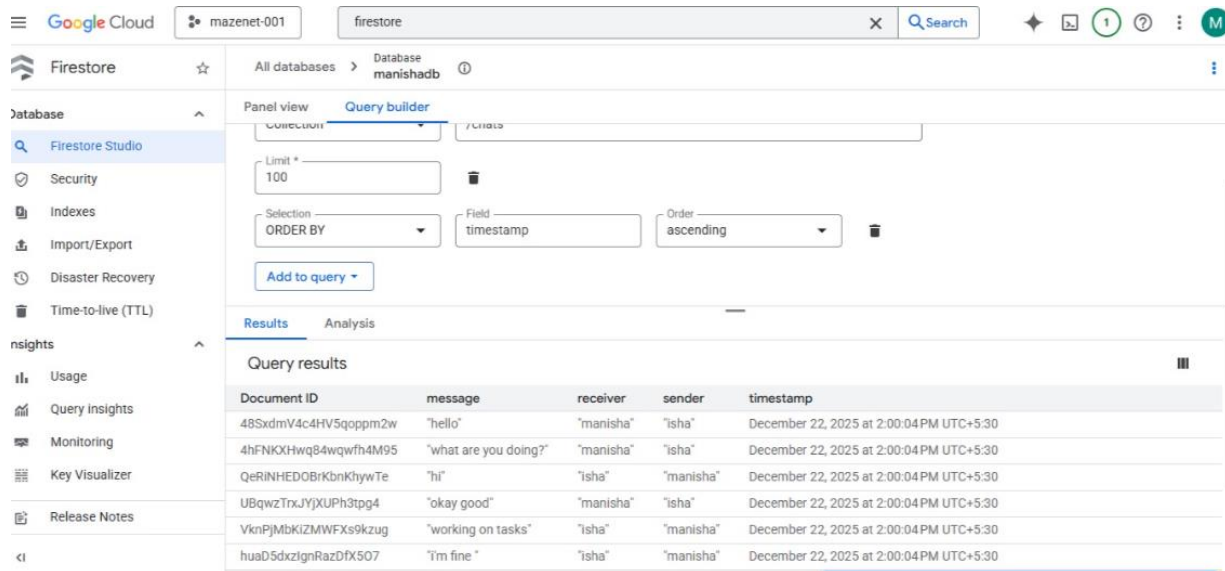 Google Cloud mazenet-001 firestore Search 1 M
Firestore All databases Database manishadb
Database Panel view Query builder
Collection /chats
Firestore Studio
Security Limit * 100
Indexes Selection ORDER BY Field timestamp Order ascending
Import/Export
Disaster Recovery Add to query
Time-to-live (TTL)
Insights Results Analysis
Usage Query results
Document ID message receiver sender timestamp
Query insights 48SxdmV4c4HV5qoppm2w "hello" "manisha" "isha" December 22, 2025 at 2:00:04 PM UTC+5:30
Monitoring 4hFNKXHwq84wqwfh4M95 "what are you doing?" "manisha" "isha" December 22, 2025 at 2:00:04 PM UTC+5:30
Key Visualizer QeRiNHEDOBrKbnKhywTe "hi" "isha" "manisha" December 22, 2025 at 2:00:04 PM UTC+5:30
UBqwzTrxJYjXUPh3tpg4 "okay good" "manisha" "isha" December 22, 2025 at 2:00:04 PM UTC+5:30
Release Notes VknPjMbKiZMWFXs9kzug "working on tasks" "isha" "manisha" December 22, 2025 at 2:00:04 PM UTC+5:30
huaD5dxzIgnRazDfX5O7 "i'm fine " "isha" "manisha" December 22, 2025 at 2:00:04 PM UTC+5:30